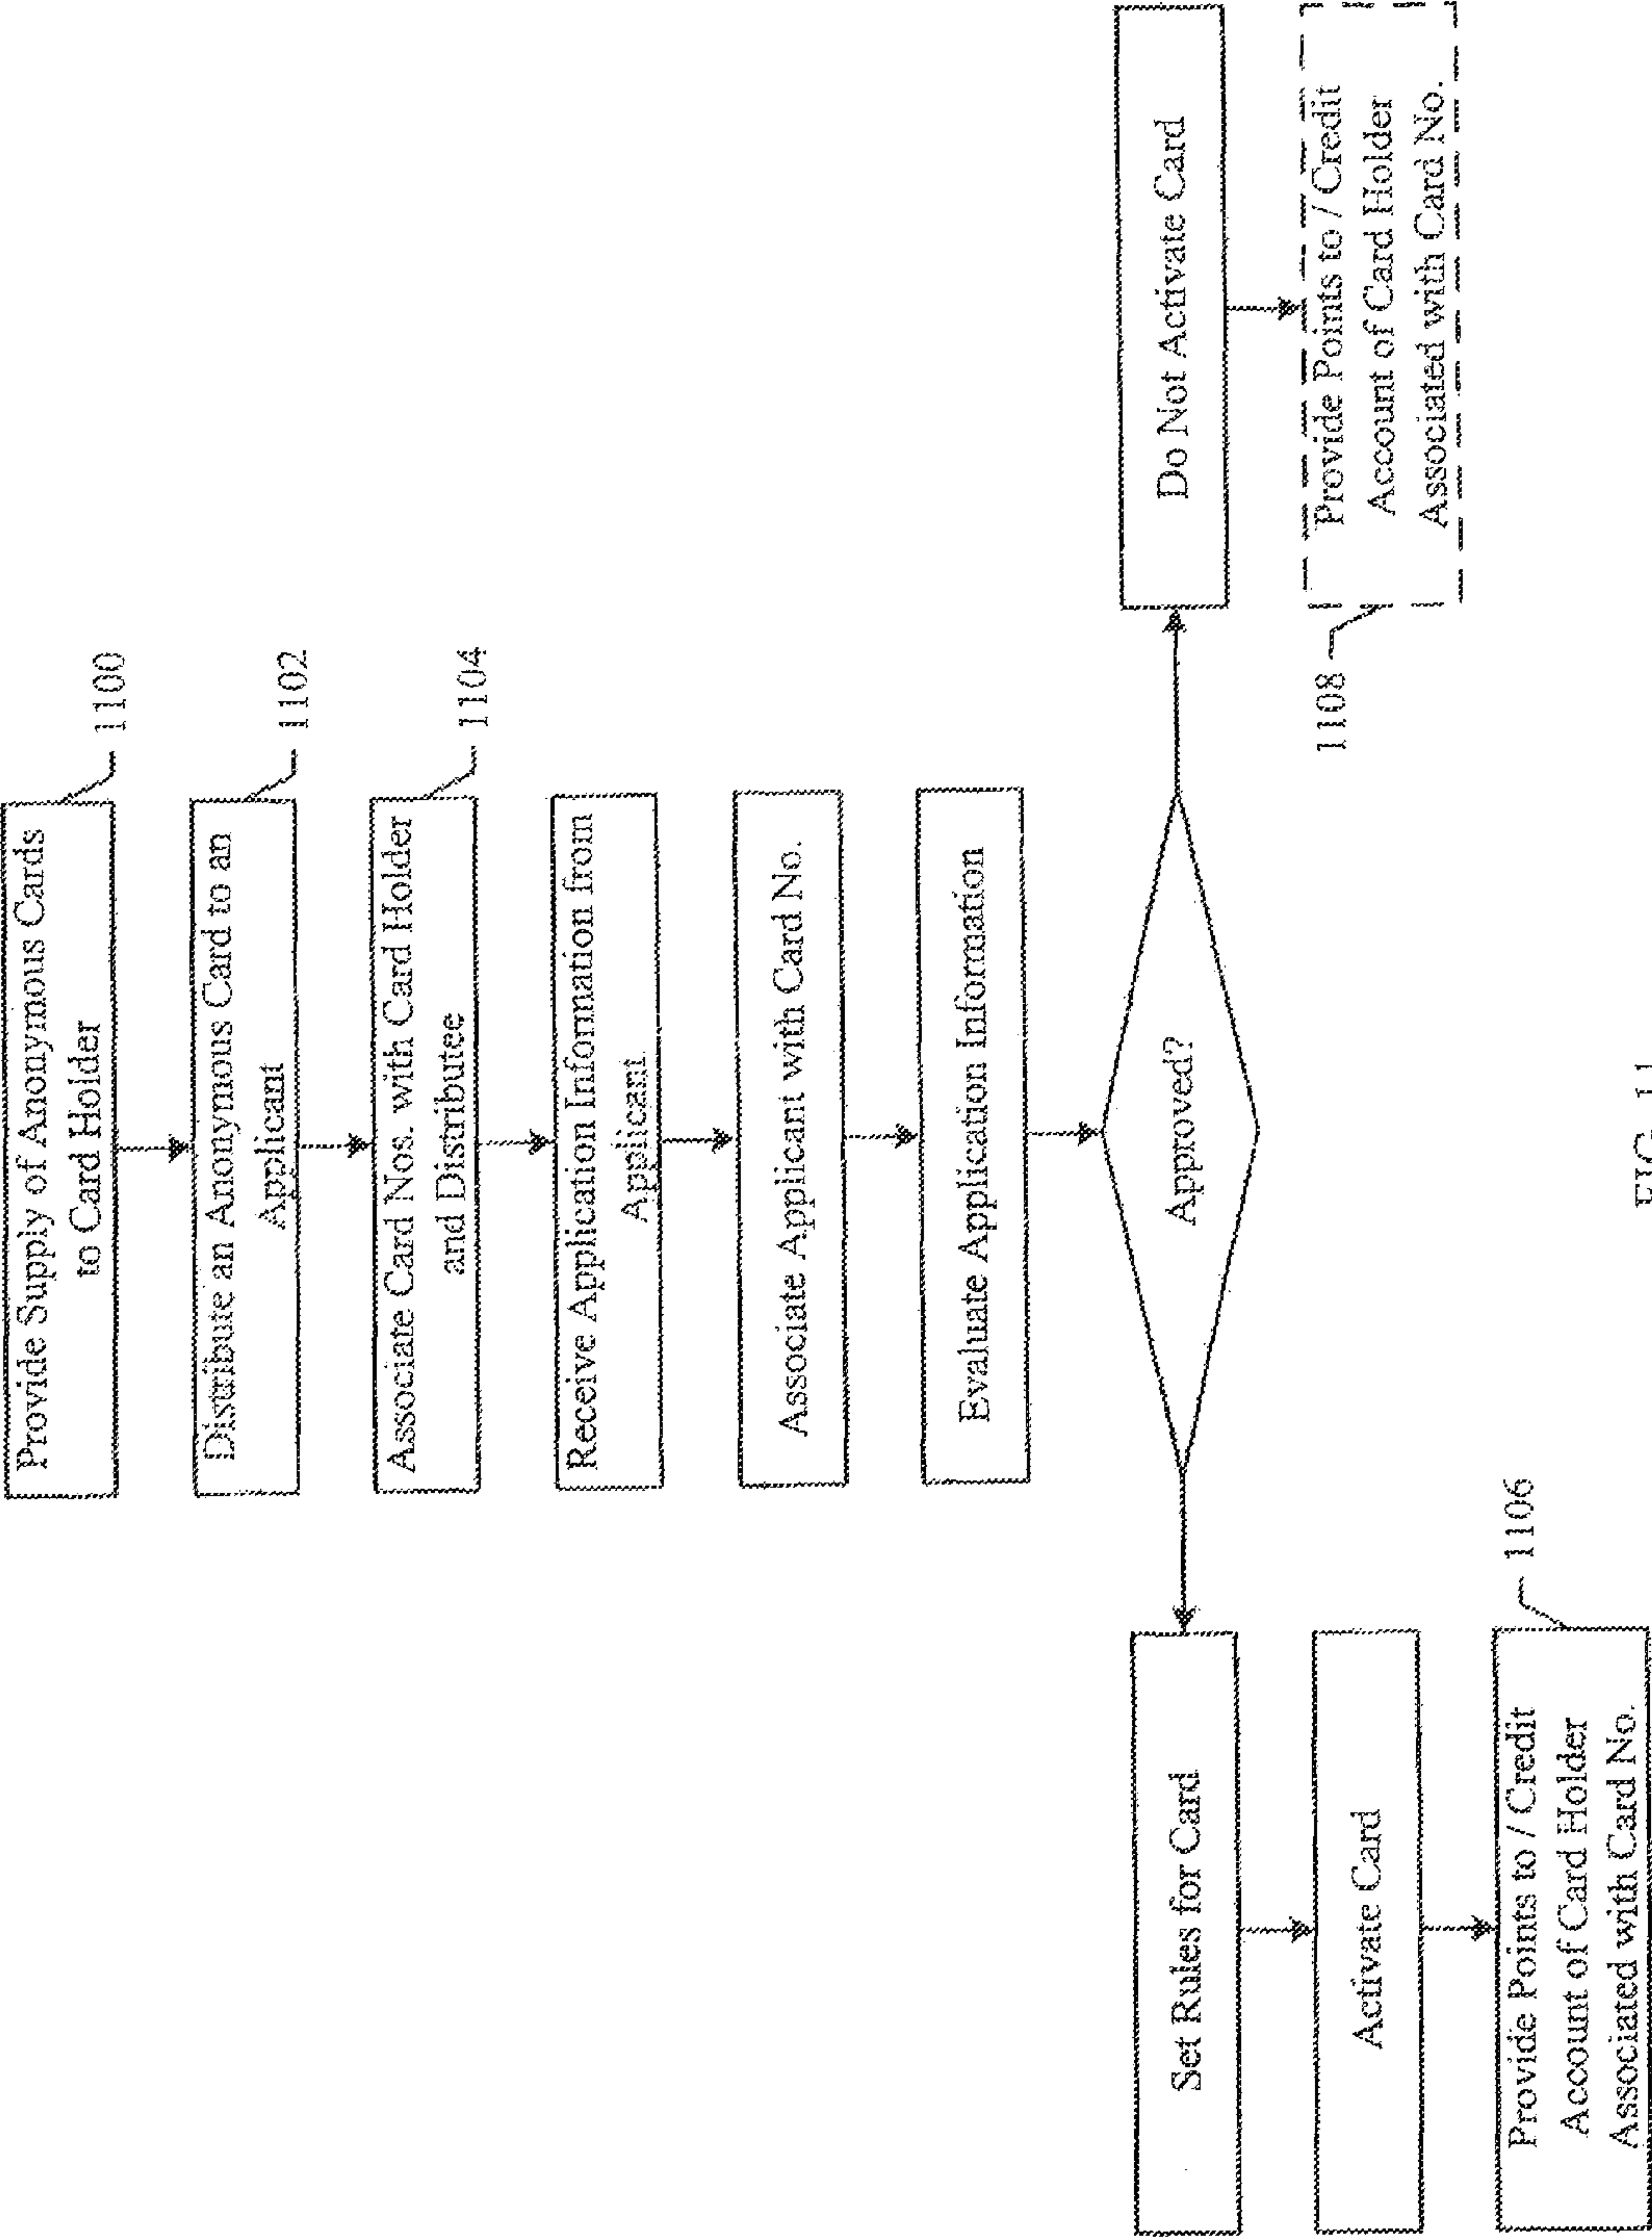 Provide Supply of Anonymous Cards
to Card Holder
1100
Distribute an Anonymous Card to an
Applicant
1102
Associate Card Nos. with Card Holder
and Distributee
1104
Receive Application Information from
Applicant
Associate Applicant with Card No.
Evaluate Application Information
Approved?
Set Rules for Card
Activate Card
Provide Points to / Credit
Account of Card Holder
Associated with Card No.
1106
Do Not Activate Card
Provide Points to / Credit
Account of Card Holder
Associated with Card No.
1108
FIG. 11